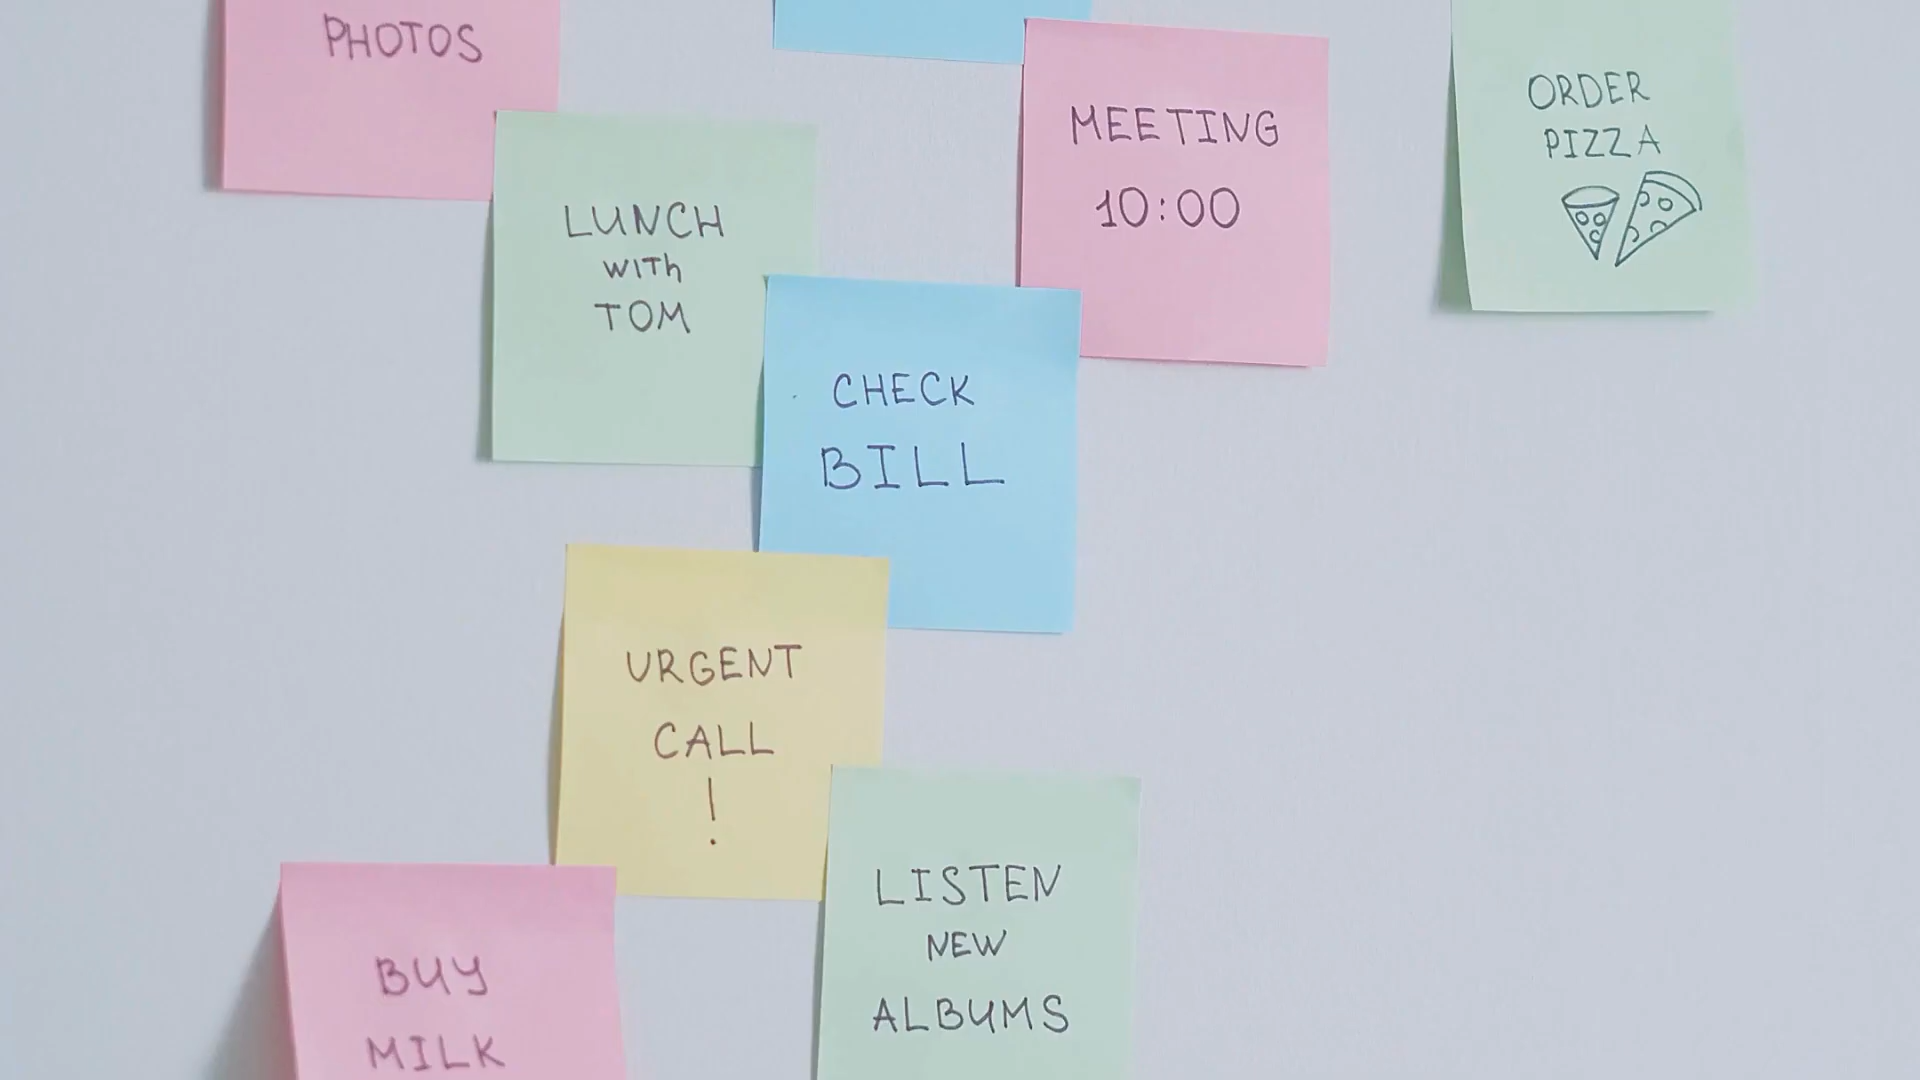 PHOTOS
MEETING
10:00
ORDER
PIZZA
LUNCH
WITh
TOM
CHECK
BILL
URGENT
CALL
!
LISTEN
NEW
ALBUMS
BUY
MILK